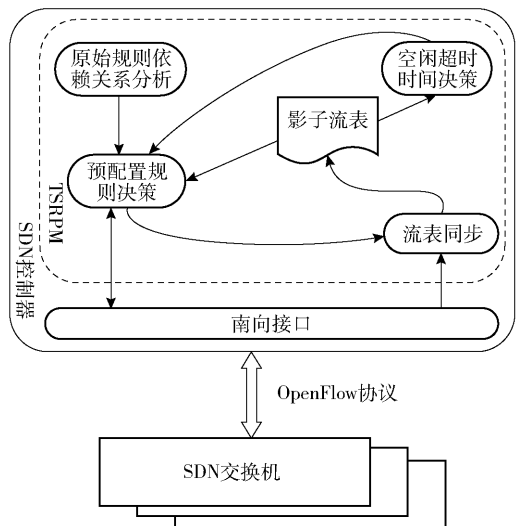 原始规则依
赖关系分析
空闲超时
时间决策
影子流表
预配置规
则决策
流表同步
TSRPM
SDN控制器
南向接口
OpenFlow协议
SDN交换机